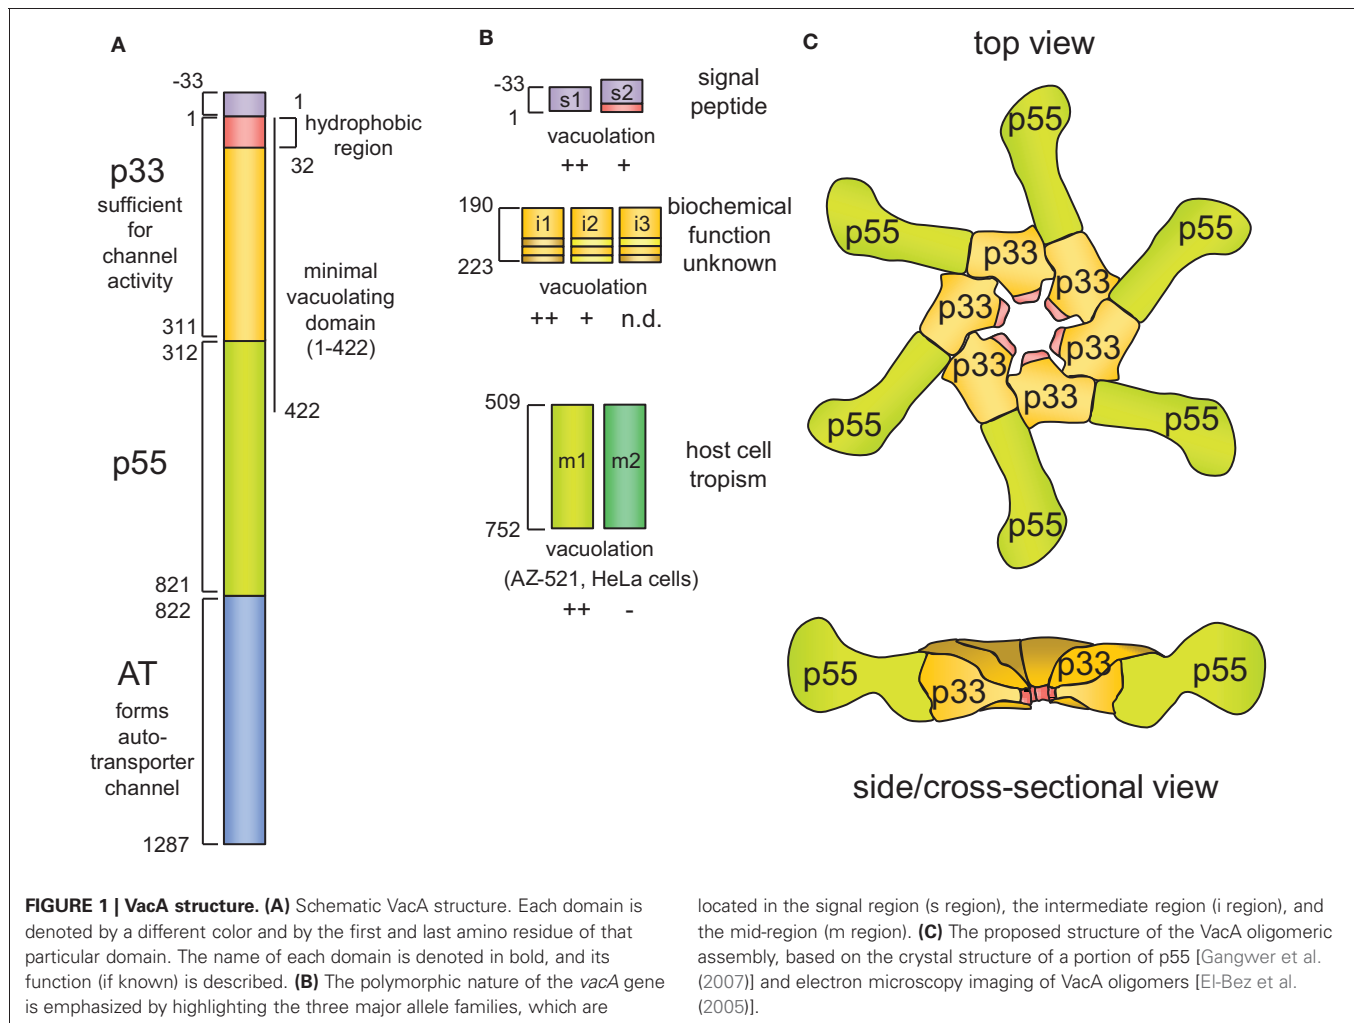 A
-33
1
1
hydrophobic
region
32
p33
sufficient
for
channel
activity
minimal
vacuolating
domain
(1-422)
311
312
422
p55
821
822
AT
forms
auto-
transporter
channel
1287
B
-33
1
s1
s2
signal
peptide
vacuolation
++
+
190
223
i1
i2
i3
biochemical
function
unknown
vacuolation
++
+
n.d.
509
752
m1
m2
host cell
tropism
vacuolation
(AZ-521, HeLa cells)
++
-
C
top view
p55
p55
p55
p33
p33
p33
p33
p33
p33
p55
p55
p55
p55
p33
p33
p55
side/cross-sectional view
FIGURE 1 | VacA structure. (A) Schematic VacA structure. Each domain is
denoted by a different color and by the first and last amino residue of that
particular domain. The name of each domain is denoted in bold, and its
function (if known) is described. (B) The polymorphic nature of the vacA gene
is emphasized by highlighting the three major allele families, which are
located in the signal region (s region), the intermediate region (i region), and
the mid-region (m region). (C) The proposed structure of the VacA oligomeric
assembly, based on the crystal structure of a portion of p55 [Gangwer et al.
(2007)] and electron microscopy imaging of VacA oligomers [El-Bez et al.
(2005)].